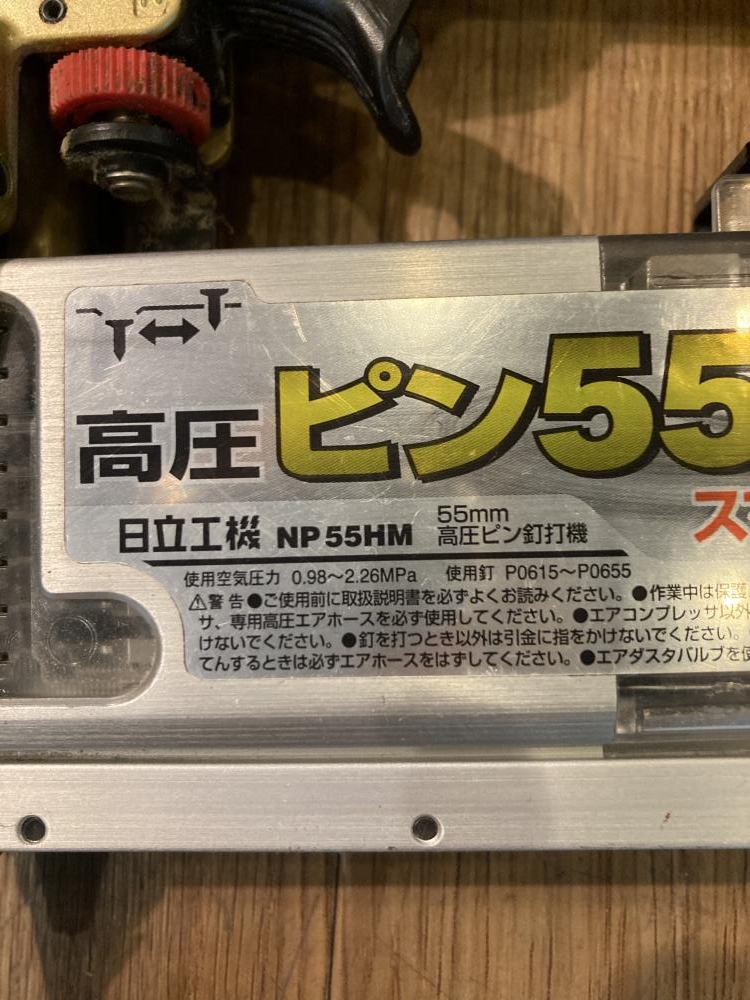 高圧ピン55
ス
日立工機 NP55HM 55mm
高圧ピン釘打機
使用空気圧力 0.98～2.26MPa 使用釘 P0615～P0655
⚠警告●ご使用前に取扱説明書を必ずよくお読みください。●作業中は保護
サ、専用高圧エアホースを必ず使用してください。●エアコンプレッサ以外
けないでください。●釘を打つとき以外は引金に指をかけないでください。
てんするときは必ずエアホースをはずしてください。●エアダスタバルブを使